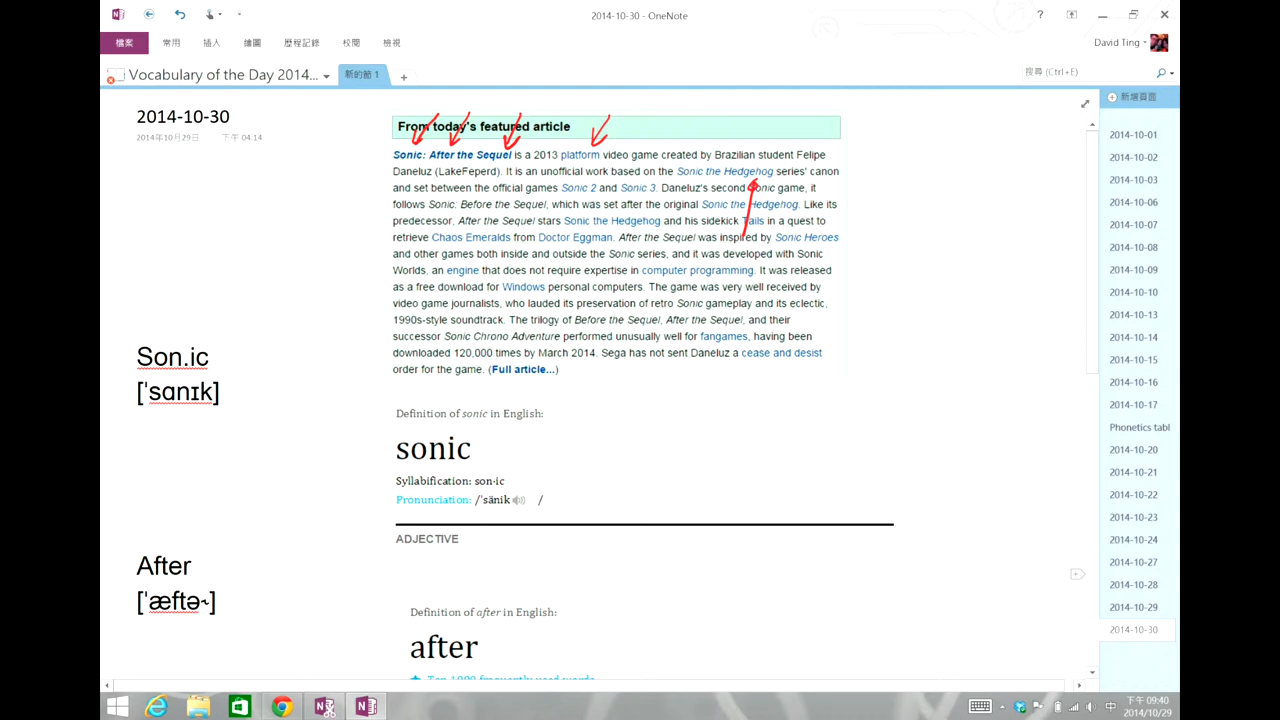 2014-10-30 - OneNote
?
檔案 常用 插入 繪圖 歷程記錄 校閱 檢視
David Ting
Vocabulary of the Day 2014... 新的節 1 +
搜尋 (Ctrl+E)
新增頁面
2014-10-30
2014年10月29日 下午 04:14
From today's featured article
Sonic: After the Sequel is a 2013 platform video game created by Brazilian student Felipe
Daneluz (LakeFeperd). It is an unofficial work based on the Sonic the Hedgehog series' canon
and set between the official games Sonic 2 and Sonic 3. Daneluz's second Sonic game, it
follows Sonic: Before the Sequel, which was set after the original Sonic the Hedgehog. Like its
predecessor, After the Sequel stars Sonic the Hedgehog and his sidekick Tails in a quest to
retrieve Chaos Emeralds from Doctor Eggman. After the Sequel was inspired by Sonic Heroes
and other games both inside and outside the Sonic series, and it was developed with Sonic
Worlds, an engine that does not require expertise in computer programming. It was released
as a free download for Windows personal computers. The game was very well received by
video game journalists, who lauded its preservation of retro Sonic gameplay and its eclectic,
1990s-style soundtrack. The trilogy of Before the Sequel, After the Sequel, and their
successor Sonic Chrono Adventure performed unusually well for fangames, having been
downloaded 120,000 times by March 2014. Sega has not sent Daneluz a cease and desist
order for the game. (Full article...)
Son.ic
[ˈsɑnɪk]
Definition of sonic in English:
sonic
Syllabification: son·ic
Pronunciation: /ˈsänik /
ADJECTIVE
After
[ˈæftɚ]
Definition of after in English:
after
Top 1000 frequently used words
2014-10-01
2014-10-02
2014-10-03
2014-10-06
2014-10-07
2014-10-08
2014-10-09
2014-10-10
2014-10-13
2014-10-14
2014-10-15
2014-10-16
2014-10-17
Phonetics tabl
2014-10-20
2014-10-21
2014-10-22
2014-10-23
2014-10-24
2014-10-27
2014-10-28
2014-10-29
2014-10-30
中
下午 09:40
2014/10/29